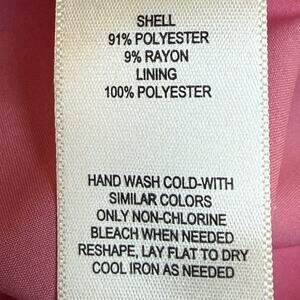 SHELL
91% POLYESTER
9% RAYON
LINING
100% POLYESTER
HAND WASH COLD-WITH
SIMILAR COLORS
ONLY NON-CHLORINE
BLEACH WHEN NEEDED
RESHAPE, LAY FLAT TO DRY
COOL IRON AS NEEDED